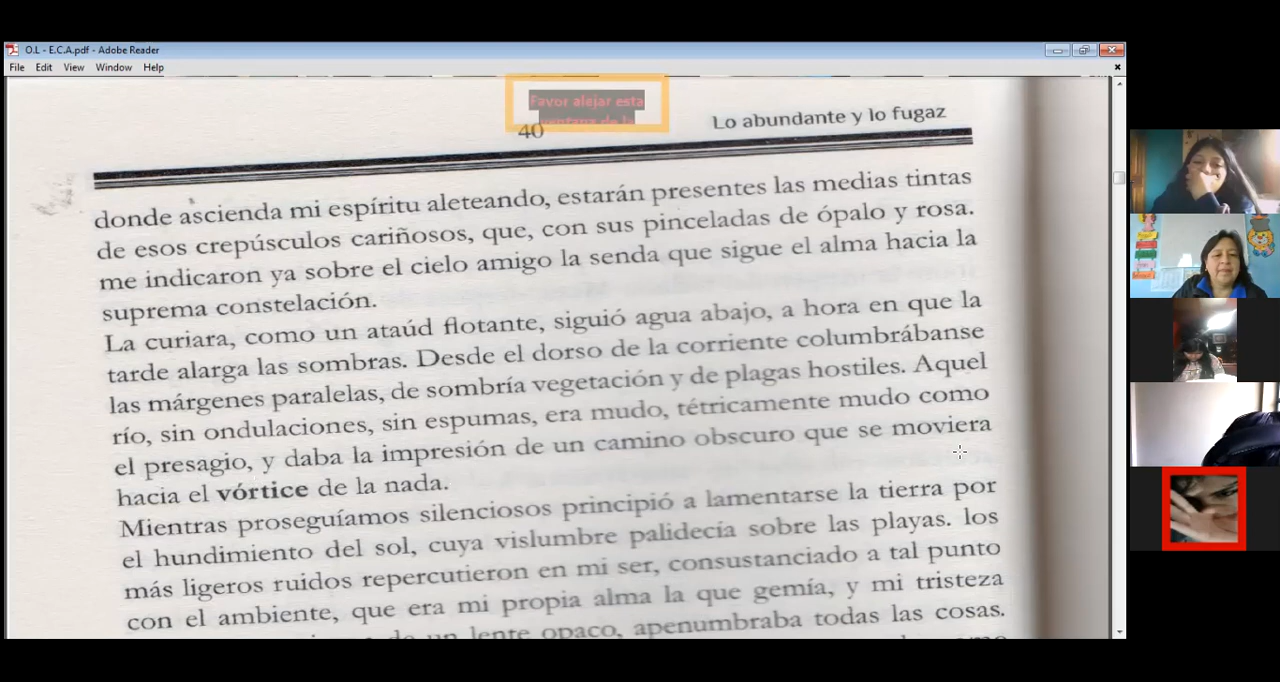 O.L - E.C.A.pdf - Adobe Reader
File Edit View Window Help
Favor alejar esta
ventana de la
40
Lo abundante y lo fugaz
donde ascienda mi espíritu aleteando, estarán presentes las medias tintas
de esos crepúsculos cariñosos, que, con sus pinceladas de ópalo y rosa.
me indicaron ya sobre el cielo amigo la senda que sigue el alma hacia la
suprema constelación.
La curiara, como un ataúd flotante, siguió agua abajo, a hora en que la
tarde alarga las sombras. Desde el dorso de la corriente columbrábanse
las márgenes paralelas, de sombría vegetación y de plagas hostiles. Aquel
río, sin ondulaciones, sin espumas, era mudo, tétricamente mudo como
el presagio, y daba la impresión de un camino obscuro que se moviera
hacia el vórtice de la nada.
Mientras proseguíamos silenciosos principió a lamentarse la tierra por
el hundimiento del sol, cuya vislumbre palidecía sobre las playas. los
más ligeros ruidos repercutieron en mi ser, consustanciado a tal punto
con el ambiente, que era mi propia alma la que gemía, y mi tristeza
de un lente opaco, apenumbraba todas las cosas.